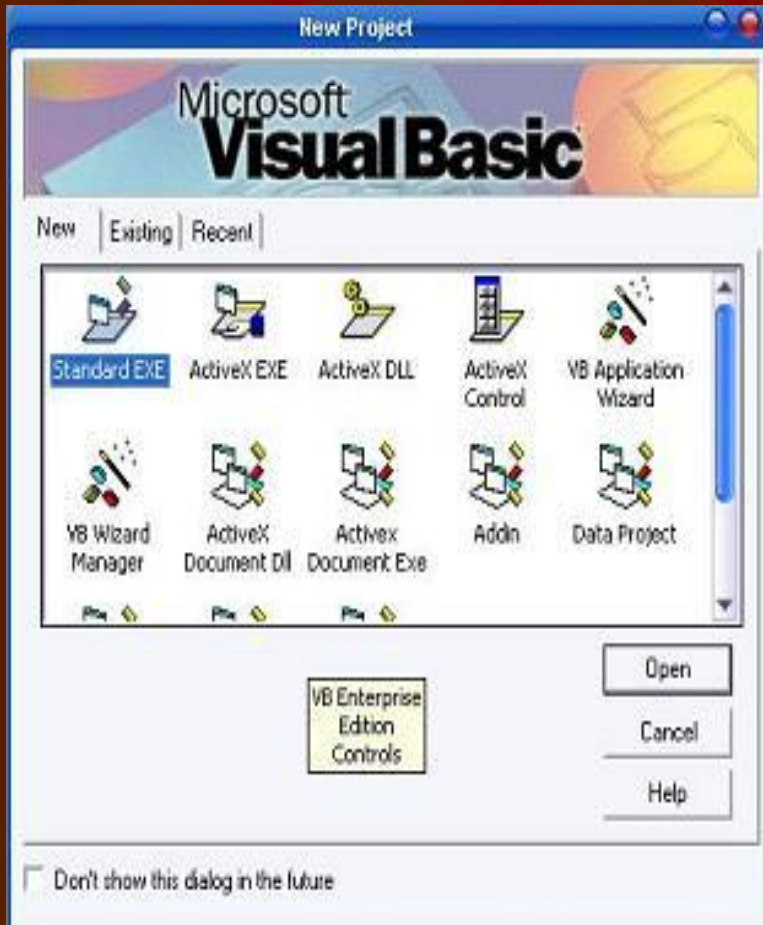 New Project
Microsoft
Visual Basic
New Existing Recent
Standard EXE ActiveX EXE ActiveX DLL ActiveX Control VB Application Wizard
VB Wizard Manager ActiveX Document Dll Activex Document Exe Addin Data Project
VB Enterprise
Edition
Controls
Open
Cancel
Help
Don't show this dialog in the future